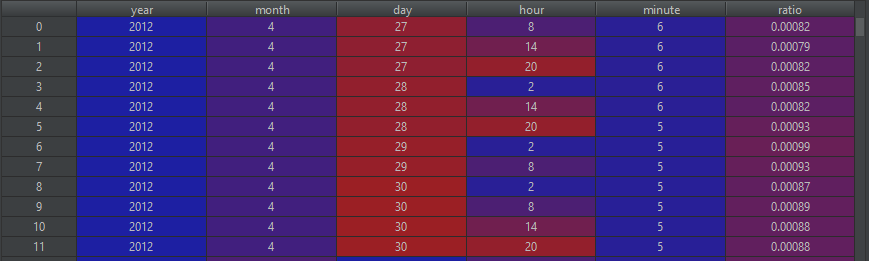 year month day hour minute ratio
0 2012 4 27 8 6 0.00082
1 2012 4 27 14 6 0.00079
2 2012 4 27 20 6 0.00082
3 2012 4 28 2 6 0.00085
4 2012 4 28 14 6 0.00082
5 2012 4 28 20 5 0.00093
6 2012 4 29 2 5 0.00099
7 2012 4 29 8 5 0.00093
8 2012 4 30 2 5 0.00087
9 2012 4 30 8 5 0.00089
10 2012 4 30 14 5 0.00088
11 2012 4 30 20 5 0.00088